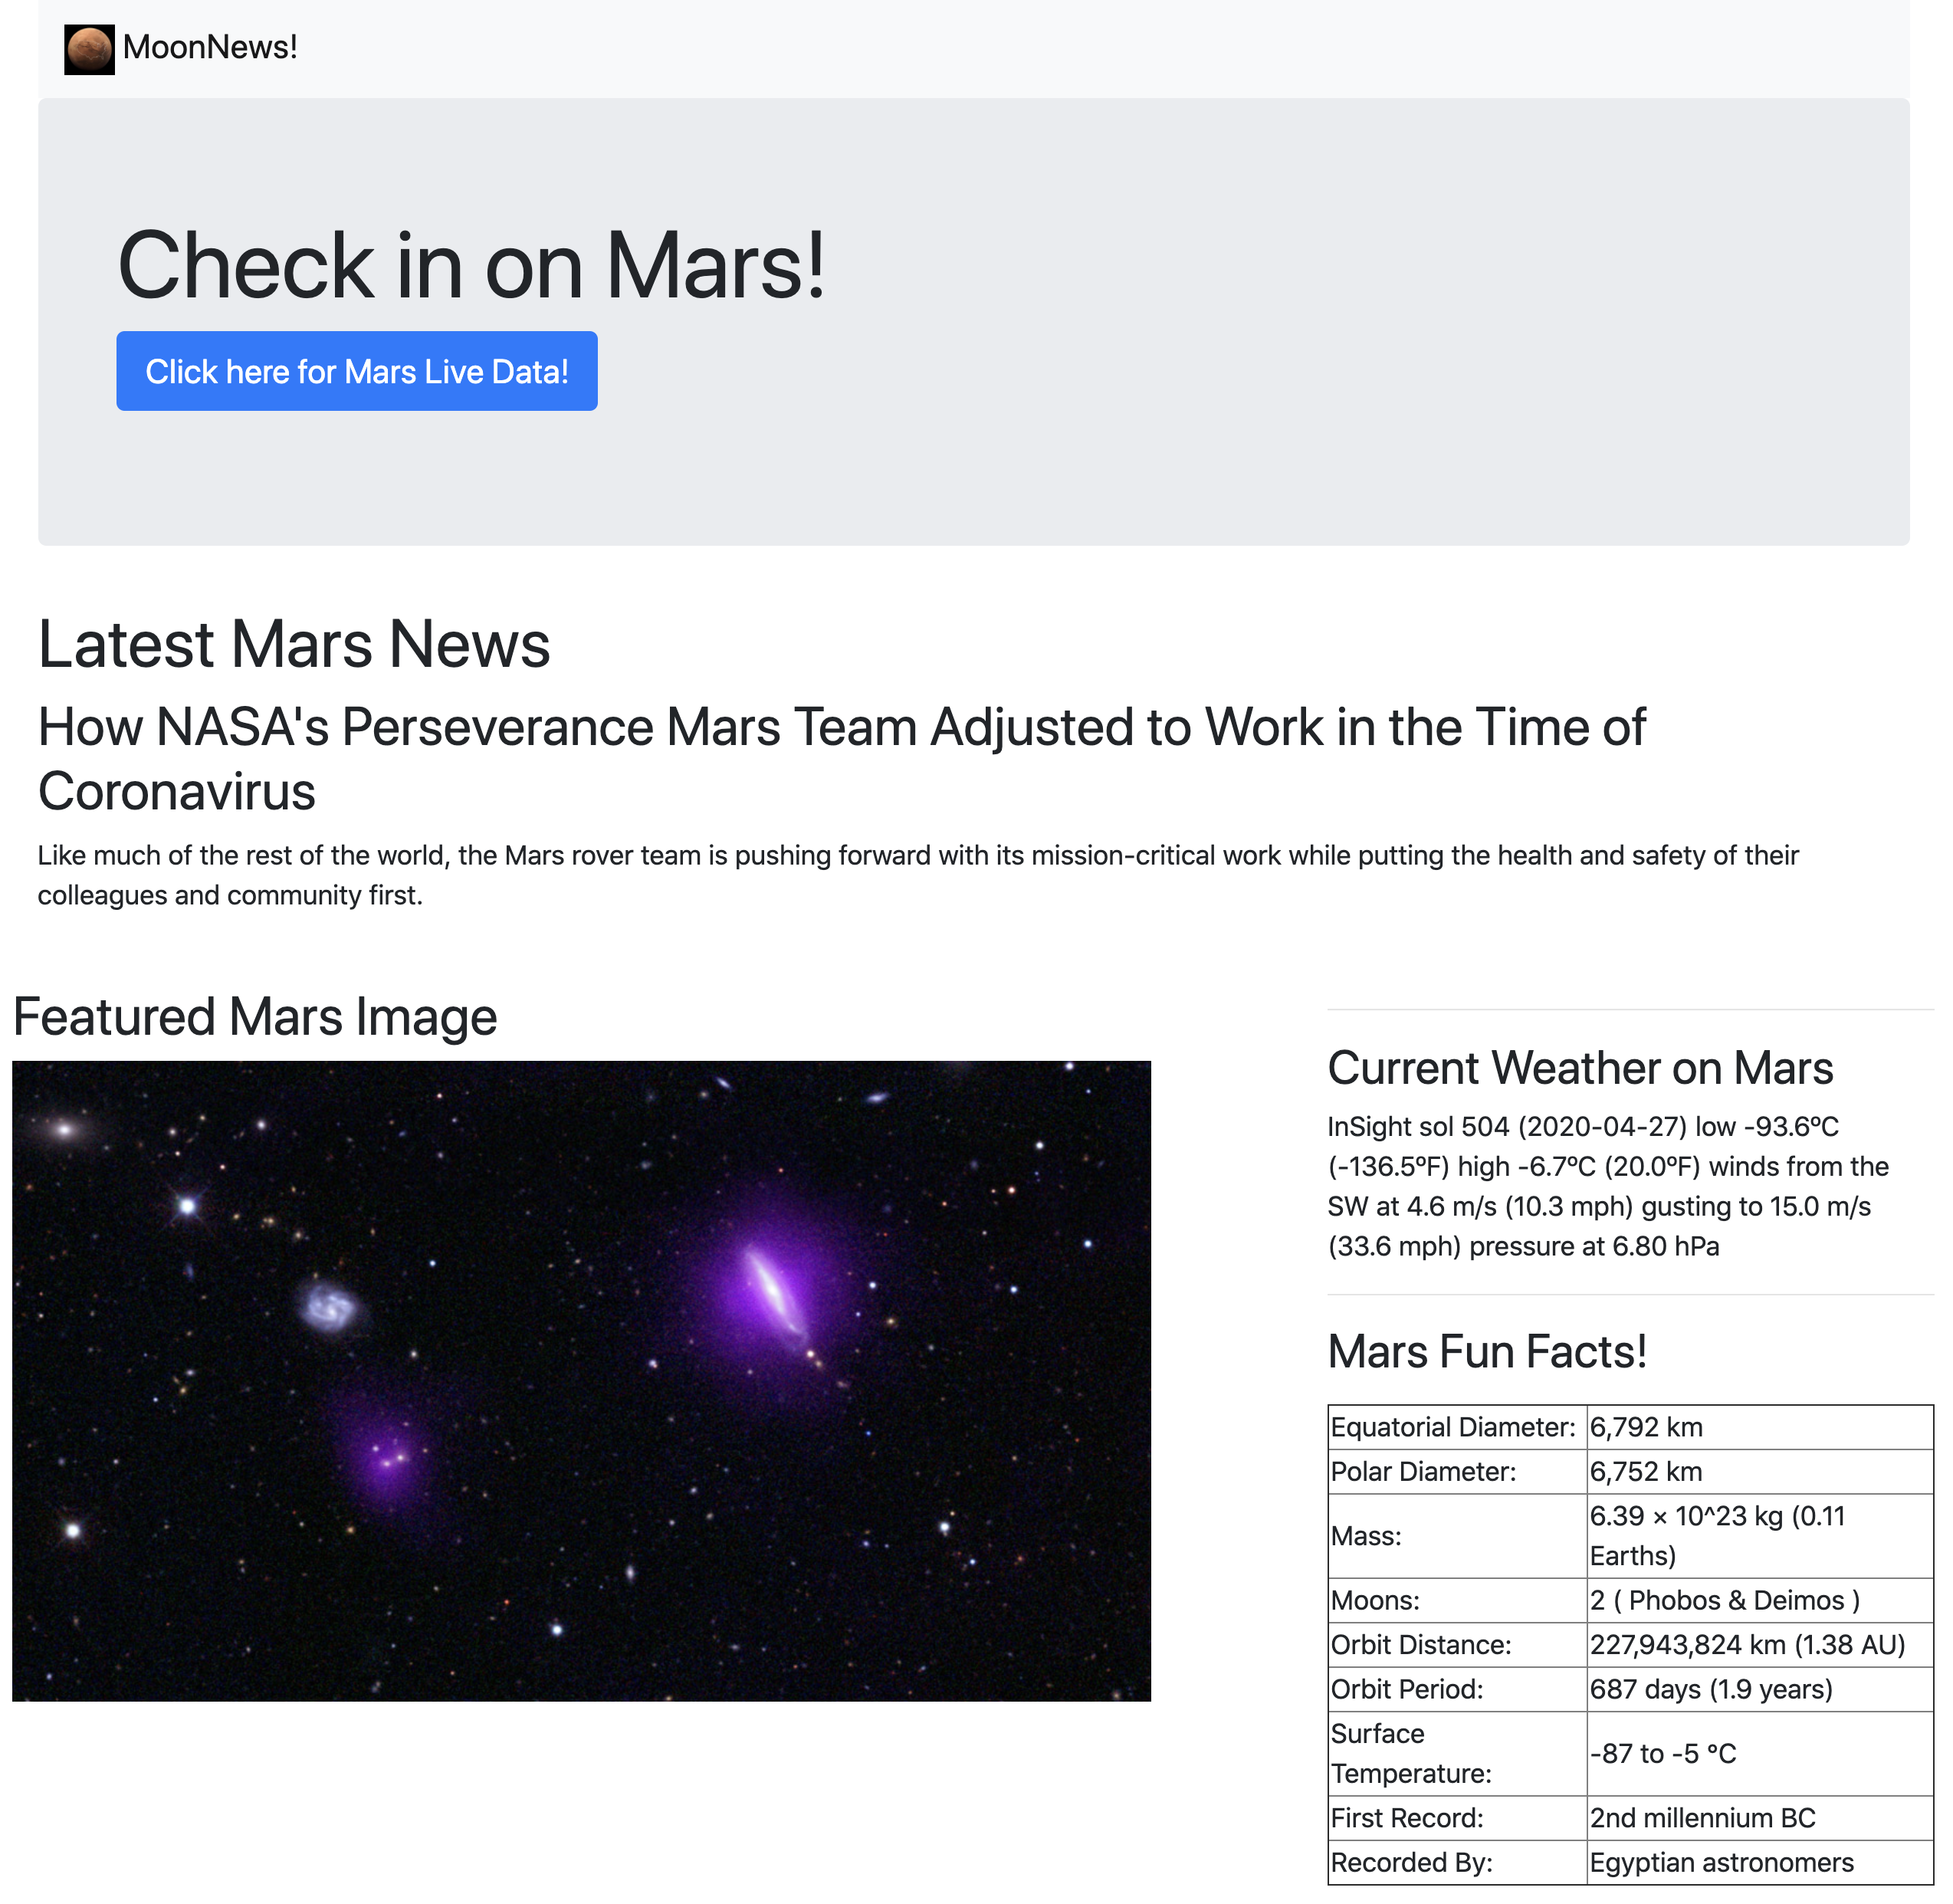 MoonNews!
Check in on Mars!
Click here for Mars Live Data!
Latest Mars News
How NASA's Perseverance Mars Team Adjusted to Work in the Time of
Coronavirus
Like much of the rest of the world, the Mars rover team is pushing forward with its mission-critical work while putting the health and safety of their
colleagues and community first.
Featured Mars Image
Current Weather on Mars
InSight sol 504 (2020-04-27) low -93.6ºC
(-136.5ºF) high -6.7ºC (20.0ºF) winds from the
SW at 4.6 m/s (10.3 mph) gusting to 15.0 m/s
(33.6 mph) pressure at 6.80 hPa
Mars Fun Facts!
Equatorial Diameter: 6,792 km
Polar Diameter: 6,752 km
Mass: 6.39 × 10^23 kg (0.11
Earths)
Moons: 2 ( Phobos & Deimos )
Orbit Distance: 227,943,824 km (1.38 AU)
Orbit Period: 687 days (1.9 years)
Surface
Temperature: -87 to -5 °C
First Record: 2nd millennium BC
Recorded By: Egyptian astronomers